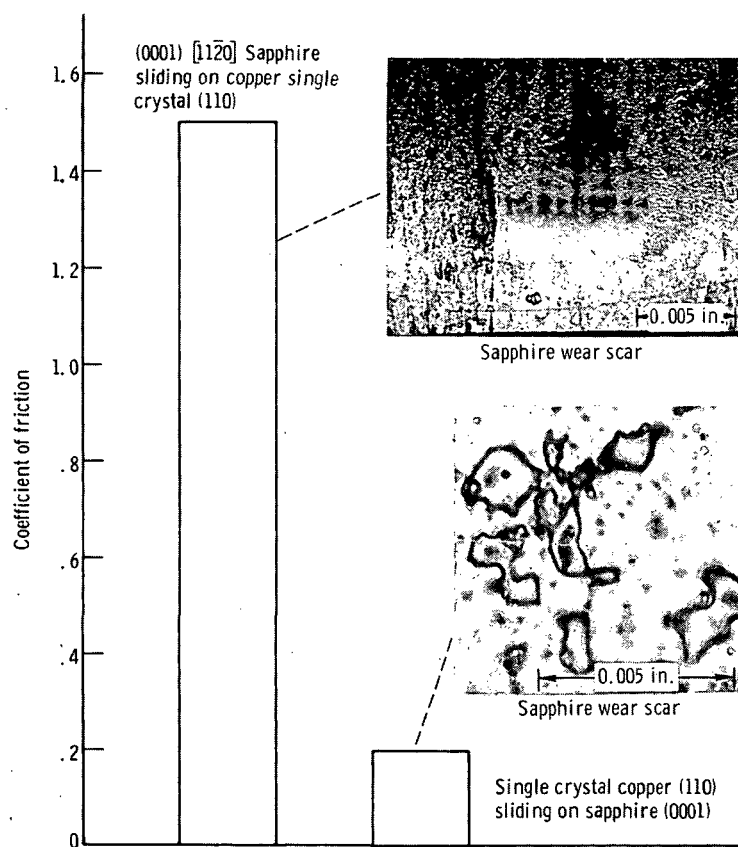 (0001) [112̅0] Sapphire
sliding on copper single
crystal (110)
1.6
1.4
1.2
1.0
.8
.6
.4
.2
0
Coefficient of friction
0.005 in.
Sapphire wear scar
0.005 in.
Sapphire wear scar
Single crystal copper (110)
sliding on sapphire (0001)